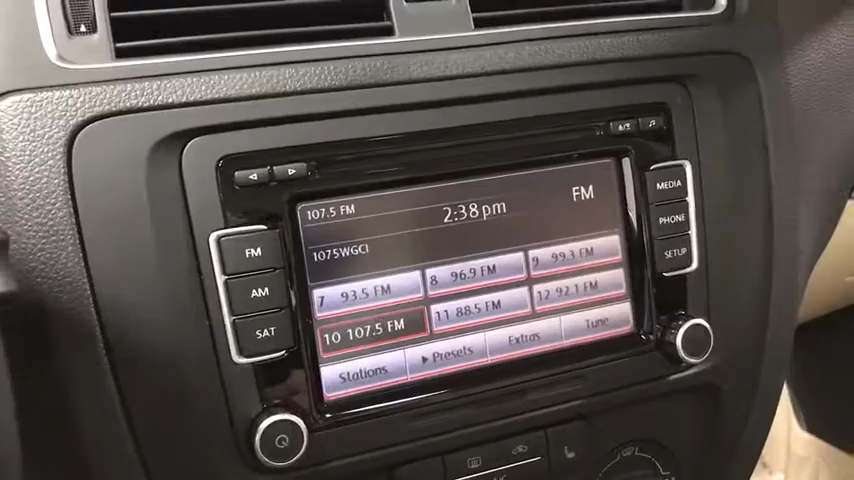 107.5 FM 2:38 pm FM
1075WGCI
7 93.5 FM 8 96.9 FM 9 99.3 FM
10 107.5 FM 11 88.5 FM 12 92.1 FM
Stations Presets Extras Tune
FM
AM
SAT
MEDIA
PHONE
SETUP